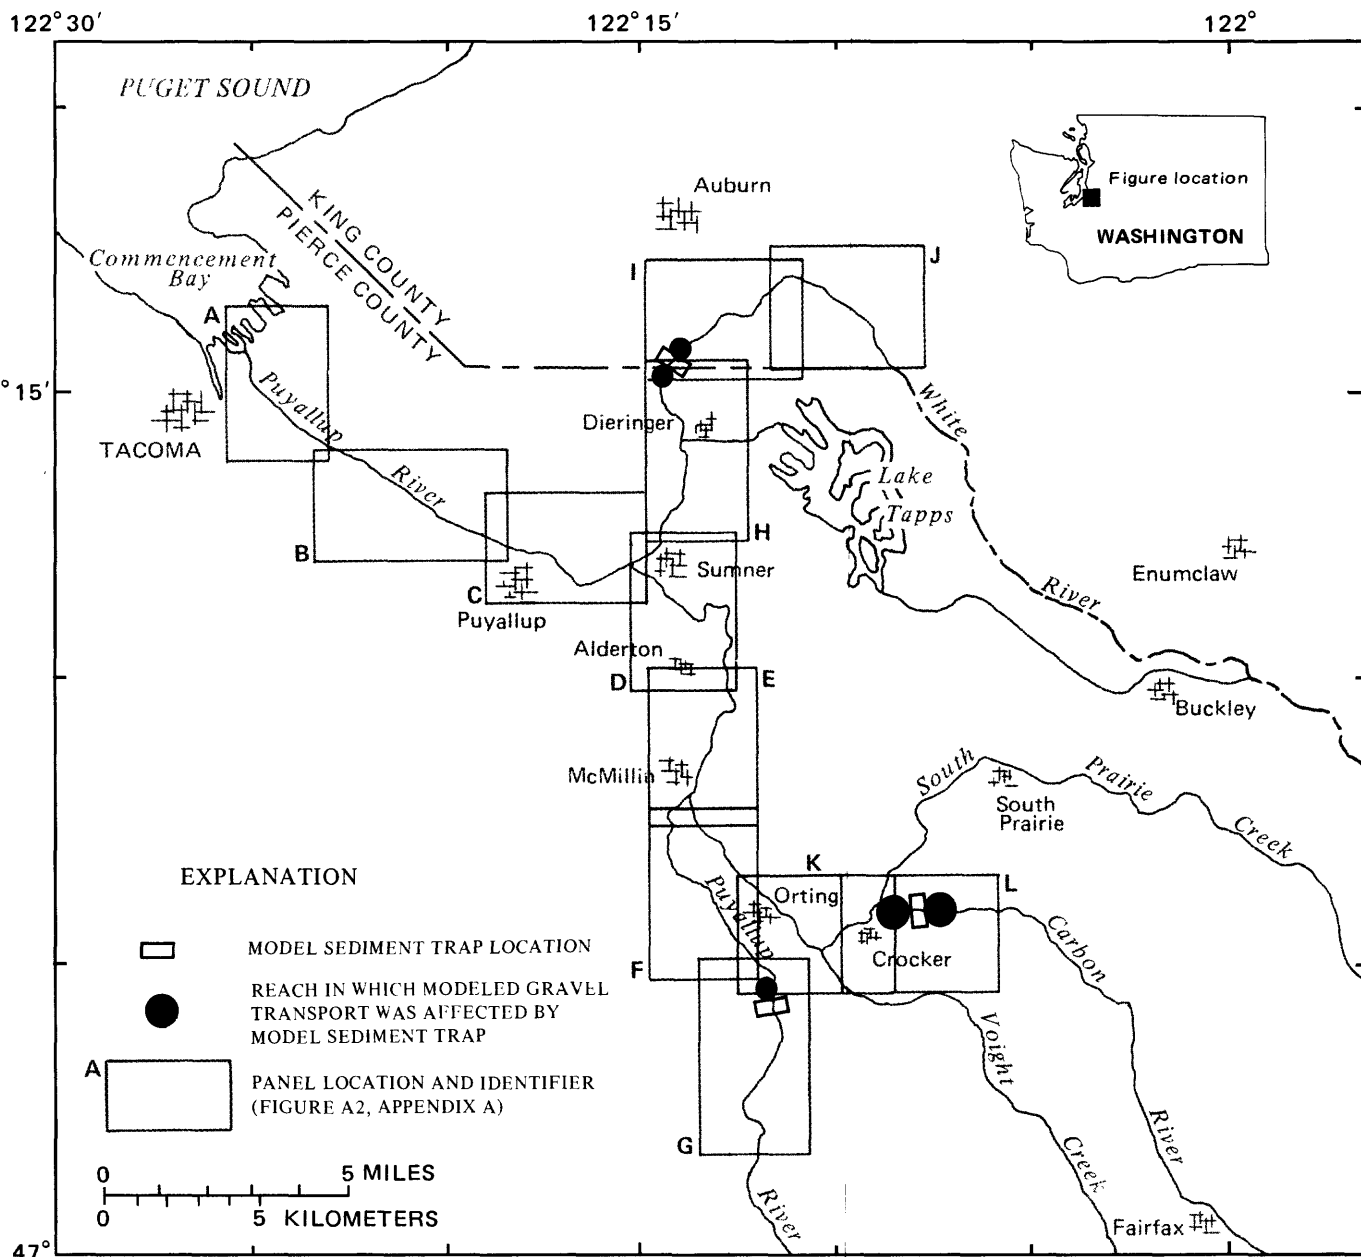 122°30′ 122°15′ 122°
PUGET SOUND
Auburn
Figure location
WASHINGTON
KING COUNTY
PIERCE COUNTY
Commencement
Bay
I
J
A
°15′
Puyallup
River
TACOMA
Dieringer
White
River
Lake
Tapps
B
H
C
Puyallup
Sumner
Enumclaw
Alderton
D
E
Buckley
McMillin
South
Prairie
Creek
South
Prairie
K
L
Orting
Puyallup
Crocker
Carbon
River
F
Voight
Creek
G
River
Fairfax
EXPLANATION
MODEL SEDIMENT TRAP LOCATION
REACH IN WHICH MODELED GRAVEL
TRANSPORT WAS AFFECTED BY
MODEL SEDIMENT TRAP
A
PANEL LOCATION AND IDENTIFIER
(FIGURE A2, APPENDIX A)
0 5 MILES
0 5 KILOMETERS
47°